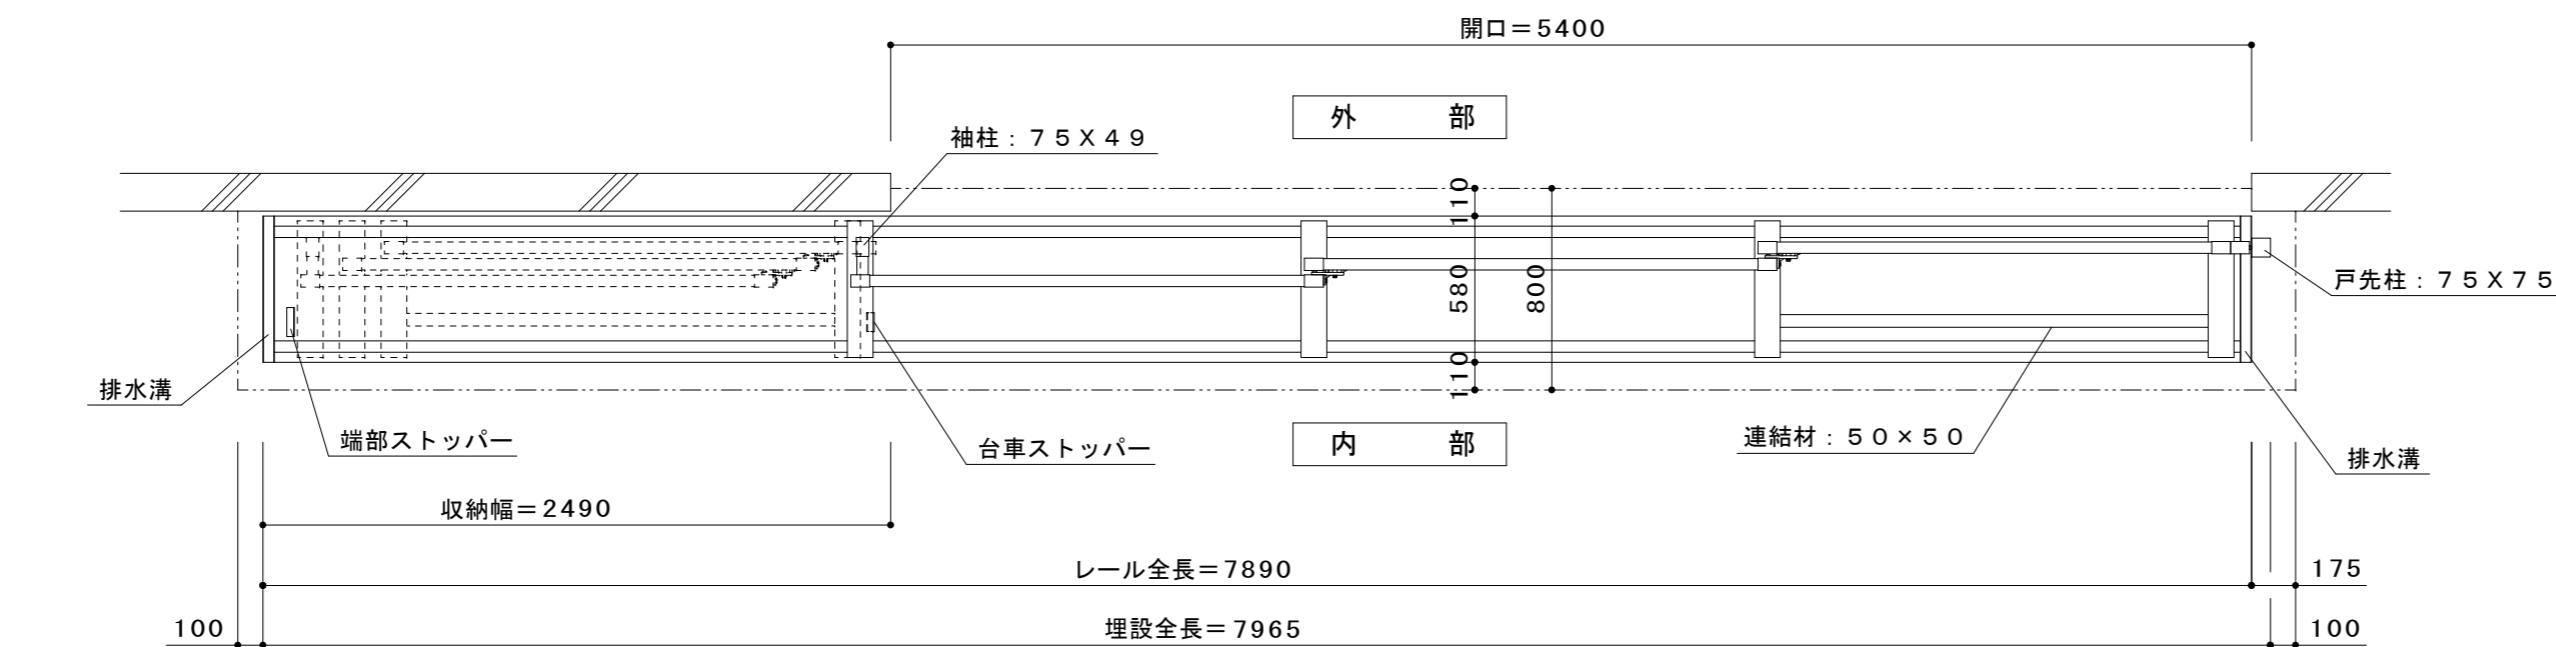 開口＝5400
外　部
袖柱：７５Ｘ４９
110
580
800
110
戸先柱：７５Ｘ７５
排水溝
端部ストッパー
台車ストッパー
内　部
連結材：５０×５０
排水溝
収納幅＝2490
レール全長＝7890
175
100
埋設全長＝7965
100